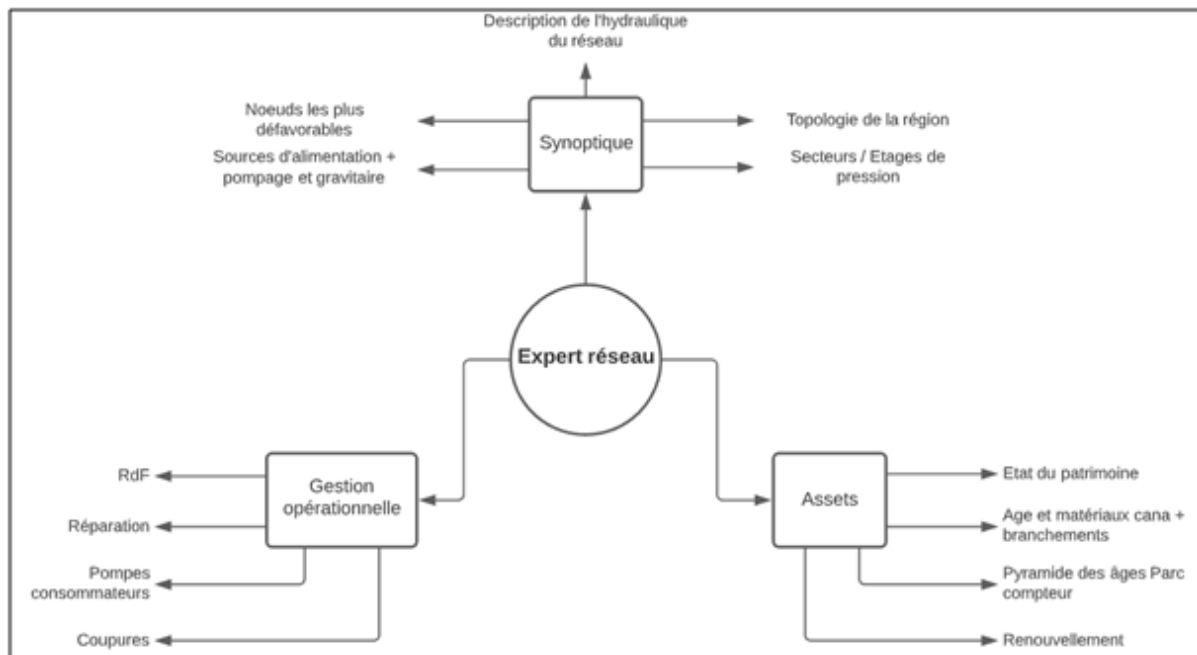 Description de l'hydraulique
du réseau
Noeuds les plus
défavorables
Sources d'alimentation +
pompage et gravitaire
Synoptique
Topologie de la région
Secteurs / Etages de
pression
Expert réseau
Gestion
opérationnelle
RdF
Réparation
Pompes
consommateurs
Coupures
Assets
Etat du patrimoine
Age et matériaux cana +
branchements
Pyramide des âges Parc
compteur
Renouvellement